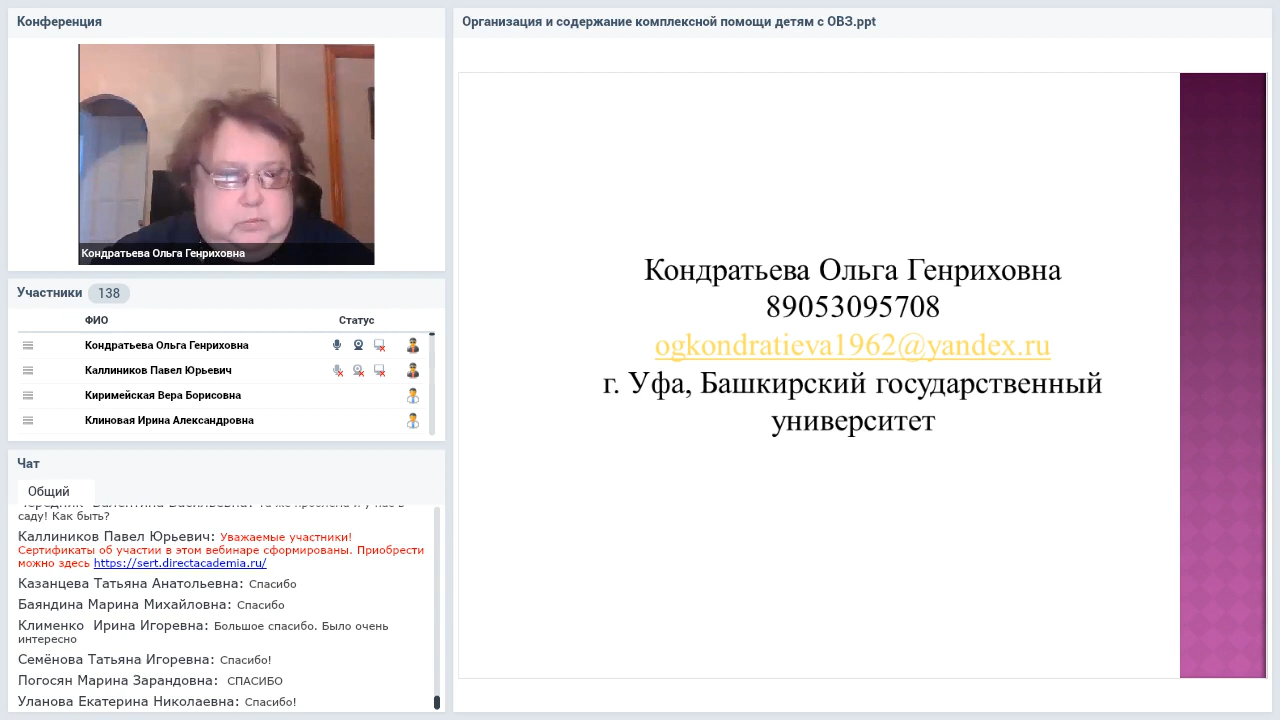 Конференция
Кондратьева Ольга Генриховна
Участники 138
ФИО Статус
Кондратьева Ольга Генриховна
Каллиников Павел Юрьевич
Киримейская Вера Борисовна
Клиновая Ирина Александровна
Чат
Общий
саду! Как быть?
Каллиников Павел Юрьевич: Уважаемые участники!
Сертификаты об участии в этом вебинаре сформированы. Приобрести
можно здесь https://sert.directacademia.ru/
Казанцева Татьяна Анатольевна: Спасибо
Баяндина Марина Михайловна: Спасибо
Клименко Ирина Игоревна: Большое спасибо. Было очень
интересно
Семёнова Татьяна Игоревна: Спасибо!
Погосян Марина Зарандовна: СПАСИБО
Уланова Екатерина Николаевна: Спасибо!
Организация и содержание комплексной помощи детям с ОВЗ.ppt
Кондратьева Ольга Генриховна
89053095708
ogkondratieva1962@yandex.ru
г. Уфа, Башкирский государственный
университет